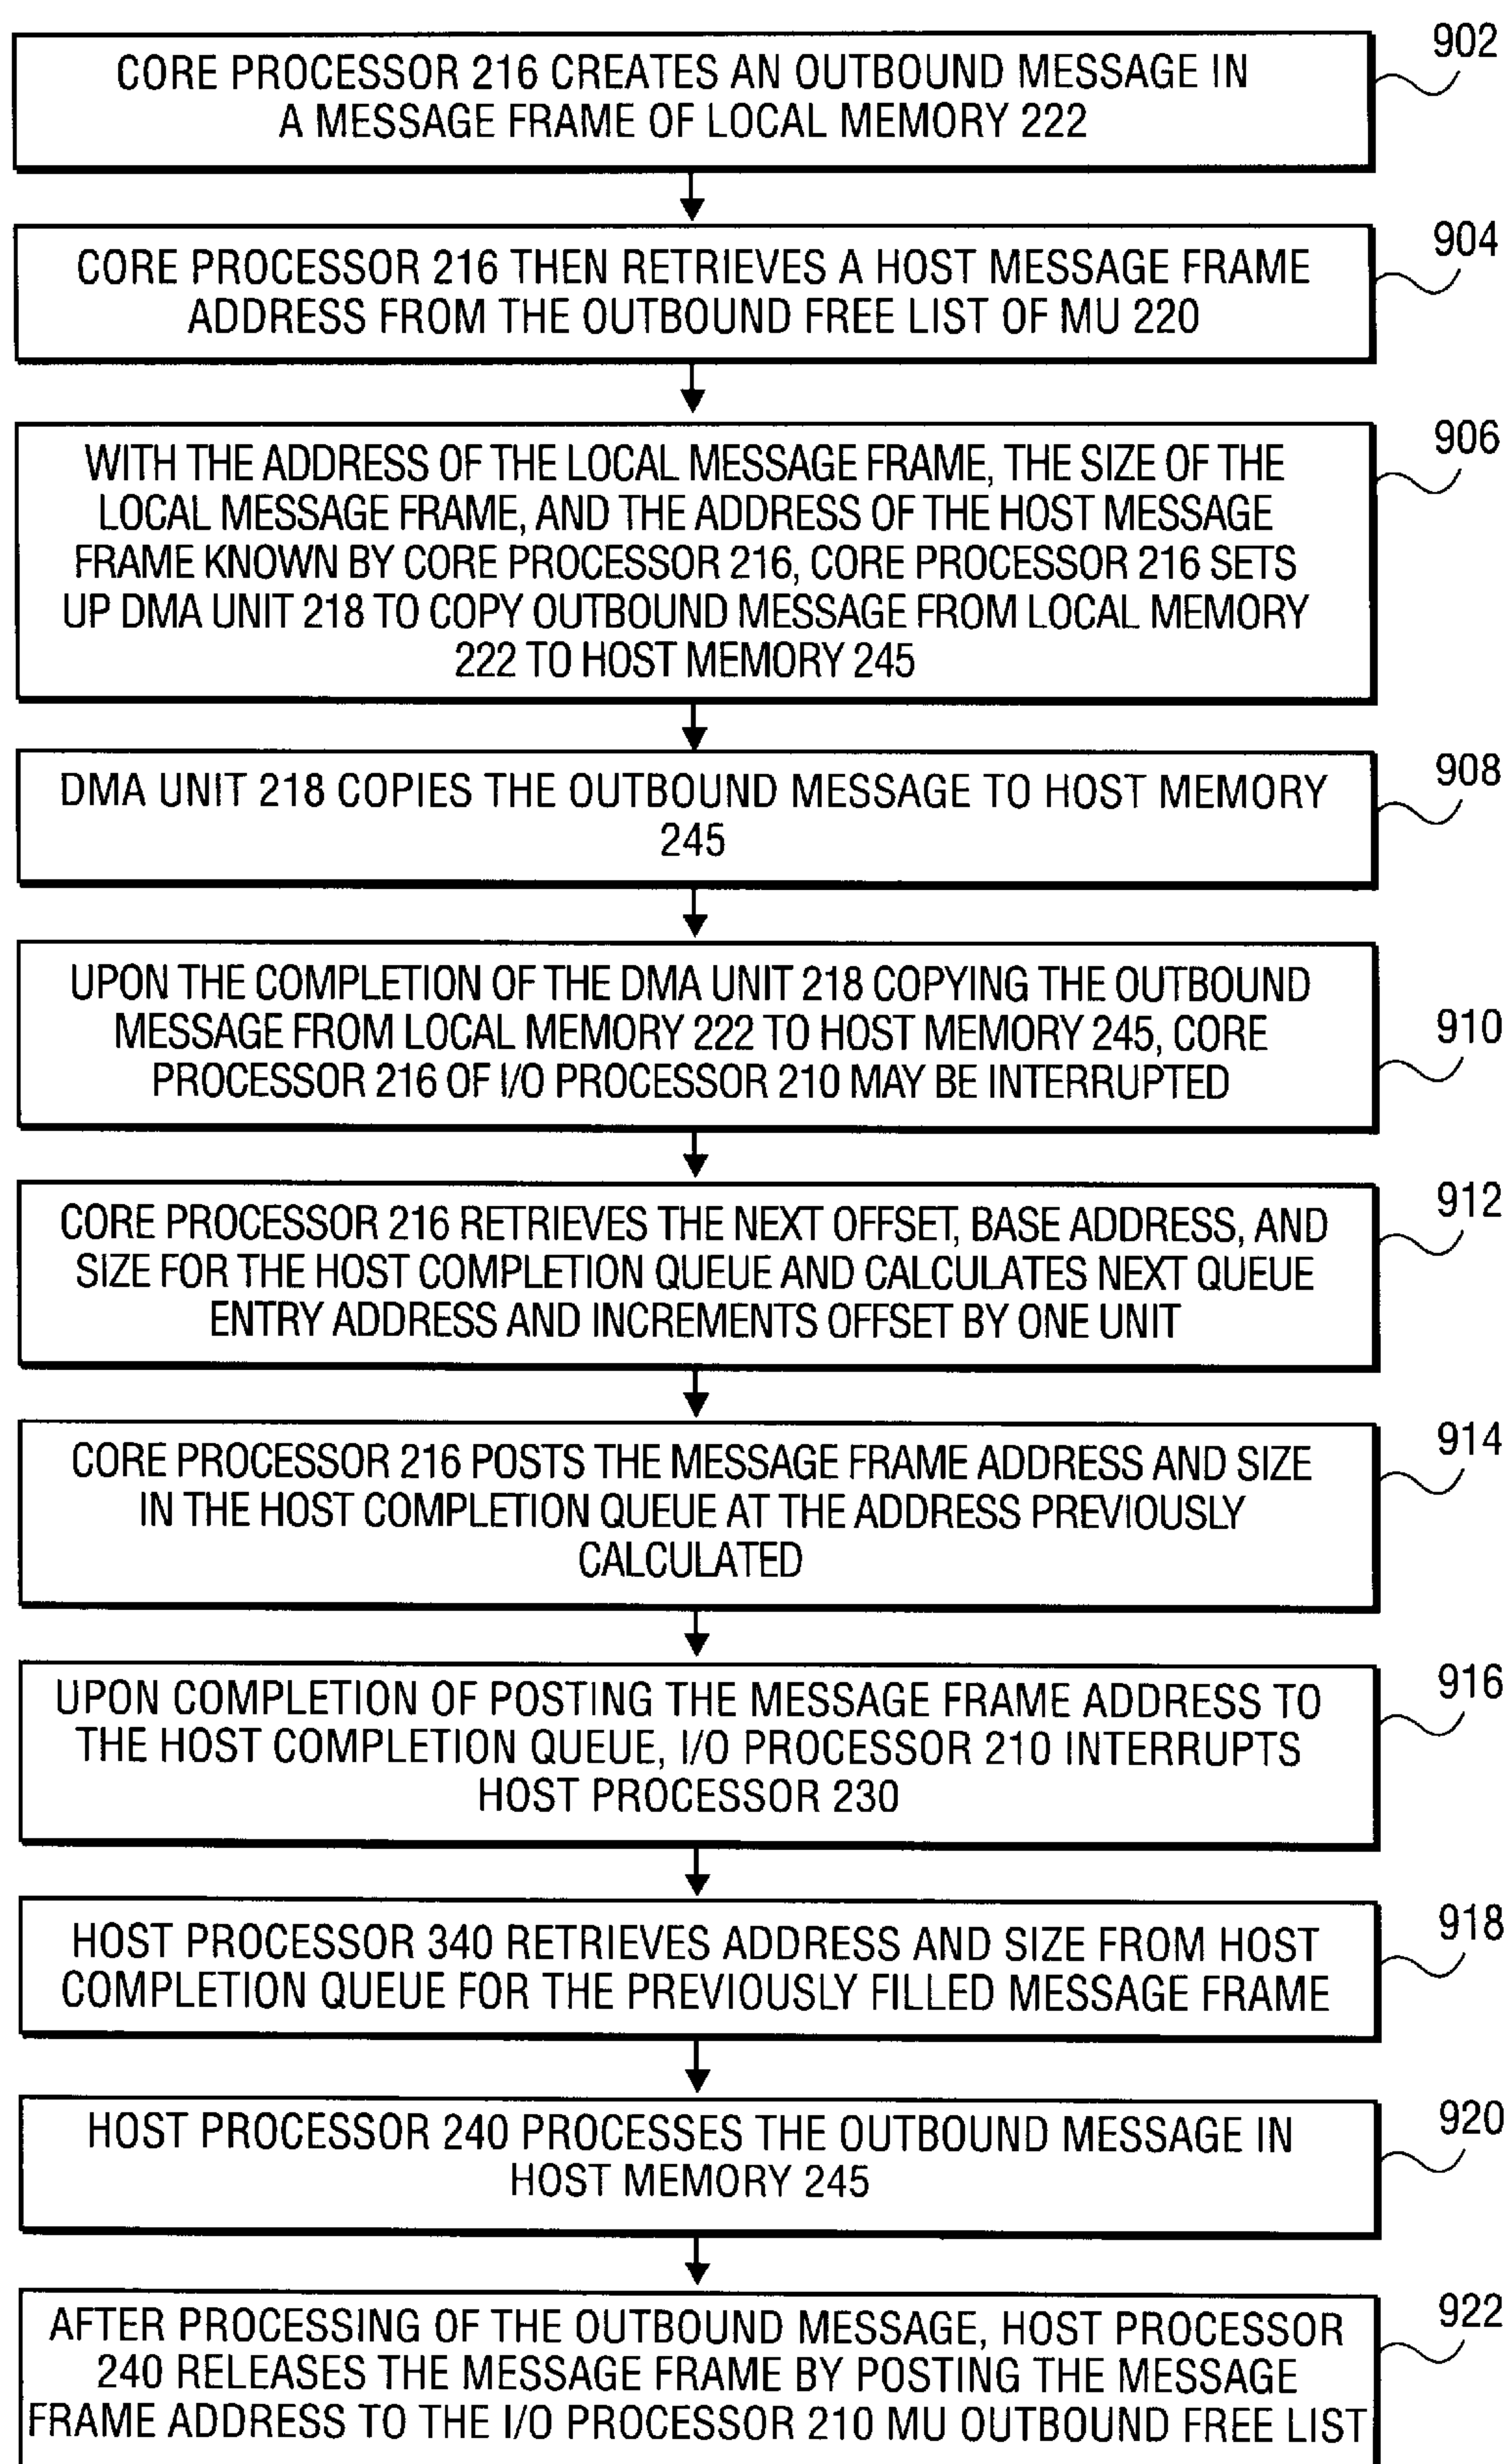 902
CORE PROCESSOR 216 CREATES AN OUTBOUND MESSAGE IN
A MESSAGE FRAME OF LOCAL MEMORY 222
904
CORE PROCESSOR 216 THEN RETRIEVES A HOST MESSAGE FRAME
ADDRESS FROM THE OUTBOUND FREE LIST OF MU 220
906
WITH THE ADDRESS OF THE LOCAL MESSAGE FRAME, THE SIZE OF THE
LOCAL MESSAGE FRAME, AND THE ADDRESS OF THE HOST MESSAGE
FRAME KNOWN BY CORE PROCESSOR 216, CORE PROCESSOR 216 SETS
UP DMA UNIT 218 TO COPY OUTBOUND MESSAGE FROM LOCAL MEMORY
222 TO HOST MEMORY 245
908
DMA UNIT 218 COPIES THE OUTBOUND MESSAGE TO HOST MEMORY
245
UPON THE COMPLETION OF THE DMA UNIT 218 COPYING THE OUTBOUND
MESSAGE FROM LOCAL MEMORY 222 TO HOST MEMORY 245, CORE
PROCESSOR 216 OF I/O PROCESSOR 210 MAY BE INTERRUPTED
910
912
CORE PROCESSOR 216 RETRIEVES THE NEXT OFFSET, BASE ADDRESS, AND
SIZE FOR THE HOST COMPLETION QUEUE AND CALCULATES NEXT QUEUE
ENTRY ADDRESS AND INCREMENTS OFFSET BY ONE UNIT
914
CORE PROCESSOR 216 POSTS THE MESSAGE FRAME ADDRESS AND SIZE
IN THE HOST COMPLETION QUEUE AT THE ADDRESS PREVIOUSLY
CALCULATED
916
UPON COMPLETION OF POSTING THE MESSAGE FRAME ADDRESS TO
THE HOST COMPLETION QUEUE, I/O PROCESSOR 210 INTERRUPTS
HOST PROCESSOR 230
918
HOST PROCESSOR 340 RETRIEVES ADDRESS AND SIZE FROM HOST
COMPLETION QUEUE FOR THE PREVIOUSLY FILLED MESSAGE FRAME
920
HOST PROCESSOR 240 PROCESSES THE OUTBOUND MESSAGE IN
HOST MEMORY 245
922
AFTER PROCESSING OF THE OUTBOUND MESSAGE, HOST PROCESSOR
240 RELEASES THE MESSAGE FRAME BY POSTING THE MESSAGE
FRAME ADDRESS TO THE I/O PROCESSOR 210 MU OUTBOUND FREE LIST